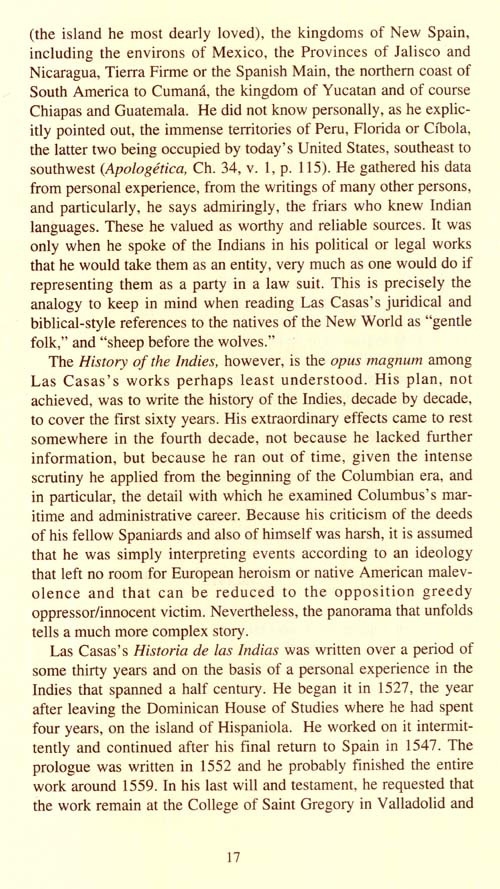 (the island he most dearly loved), the kingdoms of New Spain,
including the environs of Mexico, the Provinces of Jalisco and
Nicaragua, Tierra Firme or the Spanish Main, the northern coast of
South America to Cumaná, the kingdom of Yucatan and of course
Chiapas and Guatemala.  He did not know personally, as he explic-
itly pointed out, the immense territories of Peru, Florida or Cíbola,
the latter two being occupied by today's United States, southeast to
southwest (Apologética, Ch. 34, v. 1, p. 115). He gathered his data
from personal experience, from the writings of many other persons,
and particularly, he says admiringly, the friars who knew Indian
languages. These he valued as worthy and reliable sources. It was
only when he spoke of the Indians in his political or legal works
that he would take them as an entity, very much as one would do if
representing them as a party in a law suit. This is precisely the
analogy to keep in mind when reading Las Casas's juridical and
biblical-style references to the natives of the New World as “gentle
folk,” and “sheep before the wolves.”
The History of the Indies, however, is the opus magnum among
Las Casas's works perhaps least understood. His plan, not
achieved, was to write the history of the Indies, decade by decade,
to cover the first sixty years. His extraordinary effects came to rest
somewhere in the fourth decade, not because he lacked further
information, but because he ran out of time, given the intense
scrutiny he applied from the beginning of the Columbian era, and
in particular, the detail with which he examined Columbus's mar-
itime and administrative career. Because his criticism of the deeds
of his fellow Spaniards and also of himself was harsh, it is assumed
that he was simply interpreting events according to an ideology
that left no room for European heroism or native American malev-
olence and that can be reduced to the opposition greedy
oppressor/innocent victim. Nevertheless, the panorama that unfolds
tells a much more complex story.
Las Casas's Historia de las Indias was written over a period of
some thirty years and on the basis of a personal experience in the
Indies that spanned a half century. He began it in 1527, the year
after leaving the Dominican House of Studies where he had spent
four years, on the island of Hispaniola.  He worked on it intermit-
tently and continued after his final return to Spain in 1547. The
prologue was written in 1552 and he probably finished the entire
work around 1559. In his last will and testament, he requested that
the work remain at the College of Saint Gregory in Valladolid and
17